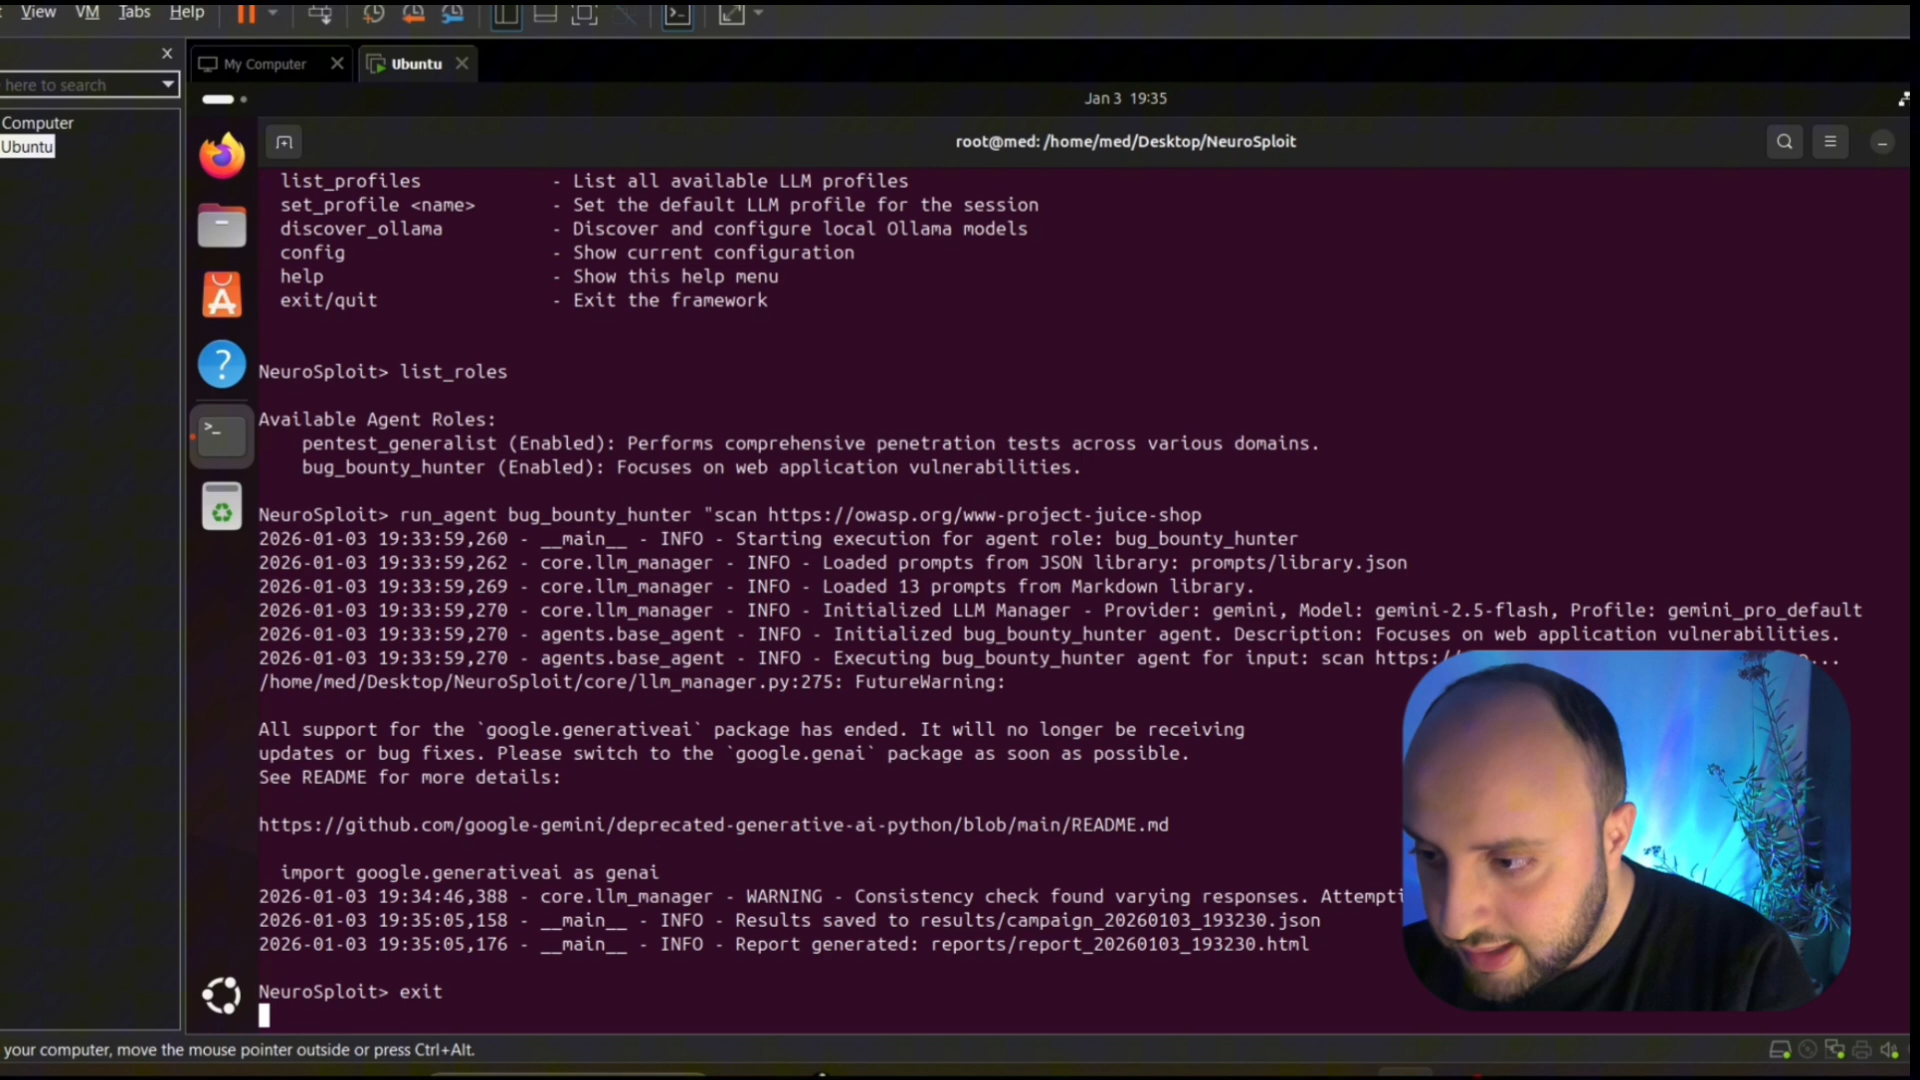 View VM Tabs Help
My Computer
Ubuntu
here to search
Computer
Ubuntu
Jan 3 19:35
root@med: /home/med/Desktop/NeuroSploit
list_profiles - List all available LLM profiles
set_profile <name> - Set the default LLM profile for the session
discover_ollama - Discover and configure local Ollama models
config - Show current configuration
help - Show this help menu
exit/quit - Exit the framework
NeuroSploit> list_roles
Available Agent Roles:
pentest_generalist (Enabled): Performs comprehensive penetration tests across various domains.
bug_bounty_hunter (Enabled): Focuses on web application vulnerabilities.
NeuroSploit> run_agent bug_bounty_hunter "scan https://owasp.org/www-project-juice-shop
2026-01-03 19:33:59,260 - __main__ - INFO - Starting execution for agent role: bug_bounty_hunter
2026-01-03 19:33:59,262 - core.llm_manager - INFO - Loaded prompts from JSON library: prompts/library.json
2026-01-03 19:33:59,269 - core.llm_manager - INFO - Loaded 13 prompts from Markdown library.
2026-01-03 19:33:59,270 - core.llm_manager - INFO - Initialized LLM Manager - Provider: gemini, Model: gemini-2.5-flash, Profile: gemini_pro_default
2026-01-03 19:33:59,270 - agents.base_agent - INFO - Initialized bug_bounty_hunter agent. Description: Focuses on web application vulnerabilities.
2026-01-03 19:33:59,270 - agents.base_agent - INFO - Executing bug_bounty_hunter agent for input: scan https:/
/home/med/Desktop/NeuroSploit/core/llm_manager.py:275: FutureWarning:
All support for the `google.generativeai` package has ended. It will no longer be receiving
updates or bug fixes. Please switch to the `google.genai` package as soon as possible.
See README for more details:
https://github.com/google-gemini/deprecated-generative-ai-python/blob/main/README.md
import google.generativeai as genai
2026-01-03 19:34:46,388 - core.llm_manager - WARNING - Consistency check found varying responses. Attempti
2026-01-03 19:35:05,158 - __main__ - INFO - Results saved to results/campaign_20260103_193230.json
2026-01-03 19:35:05,176 - __main__ - INFO - Report generated: reports/report_20260103_193230.html
NeuroSploit> exit
your computer, move the mouse pointer outside or press Ctrl+Alt.